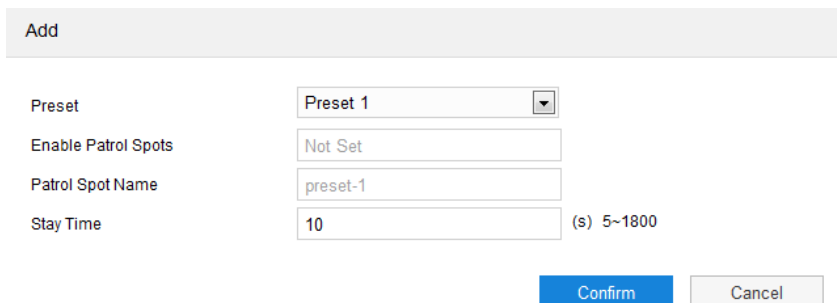 Add
Preset Preset 1
Enable Patrol Spots Not Set
Patrol Spot Name preset-1
Stay Time 10 (s) 5~1800
Confirm Cancel